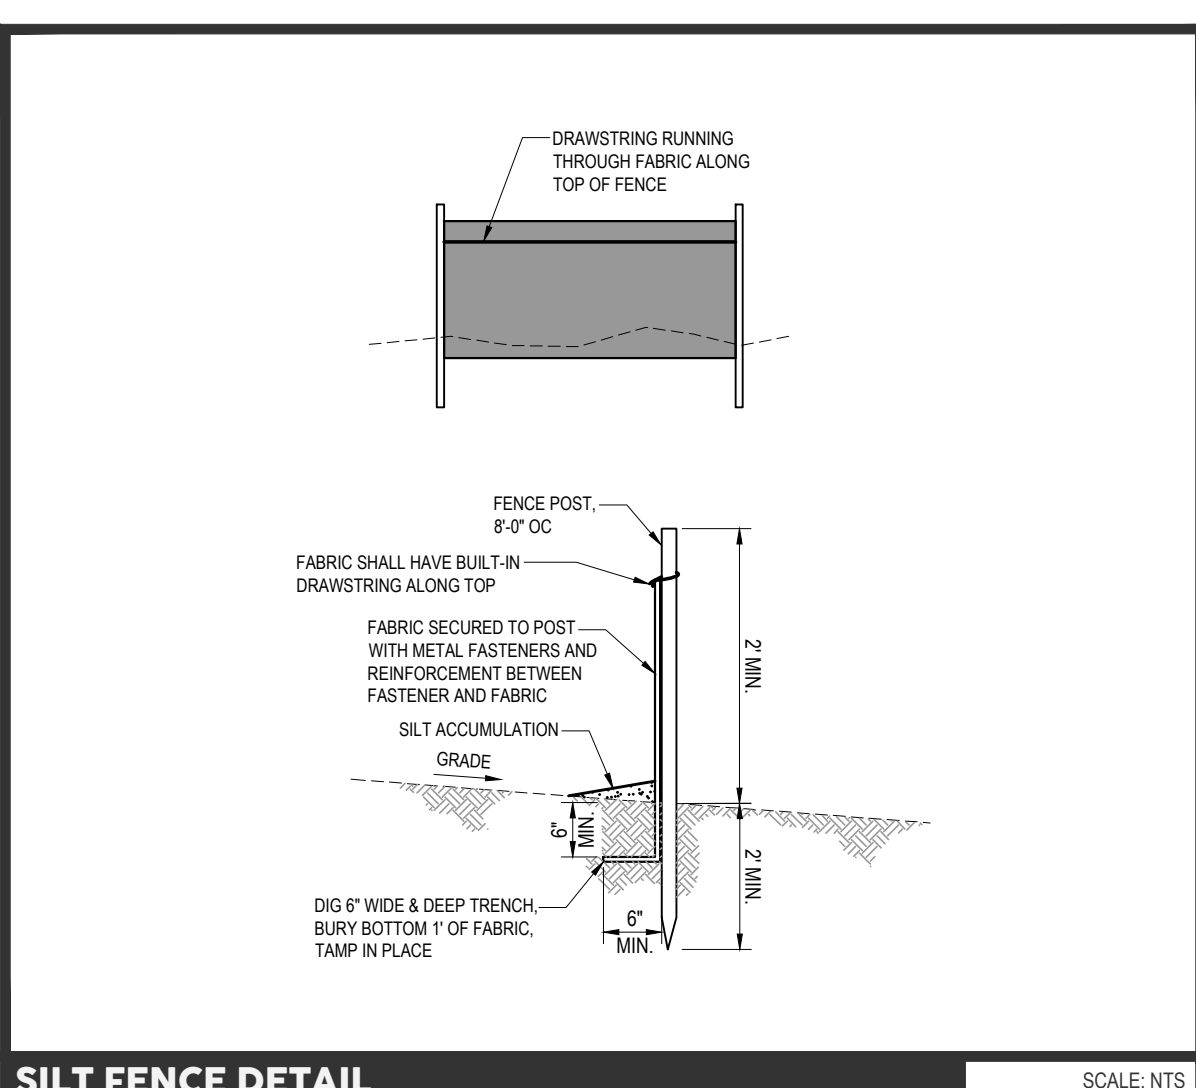 DRAWSTRING RUNNING
THROUGH FABRIC ALONG
TOP OF FENCE
FENCE POST,
8'-0" OC
FABRIC SHALL HAVE BUILT-IN
DRAWSTRING ALONG TOP
FABRIC SECURED TO POST
WITH METAL FASTENERS AND
REINFORCEMENT BETWEEN
FASTENER AND FABRIC
2' MIN.
SILT ACCUMULATION
GRADE
6"
MIN.
2' MIN.
DIG 6" WIDE & DEEP TRENCH,
BURY BOTTOM 1' OF FABRIC,
TAMP IN PLACE
6"
MIN.
SILT FENCE DETAIL
SCALE: NTS